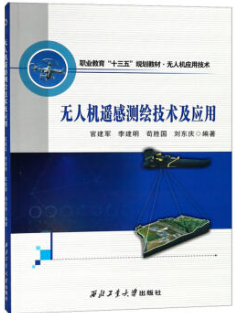 职业教育“十三五”规划教材·无人机应用技术
无人机遥感测绘技术及应用
官建军 李建明 苟胜国 刘东庆 编著
西北工业大学出版社